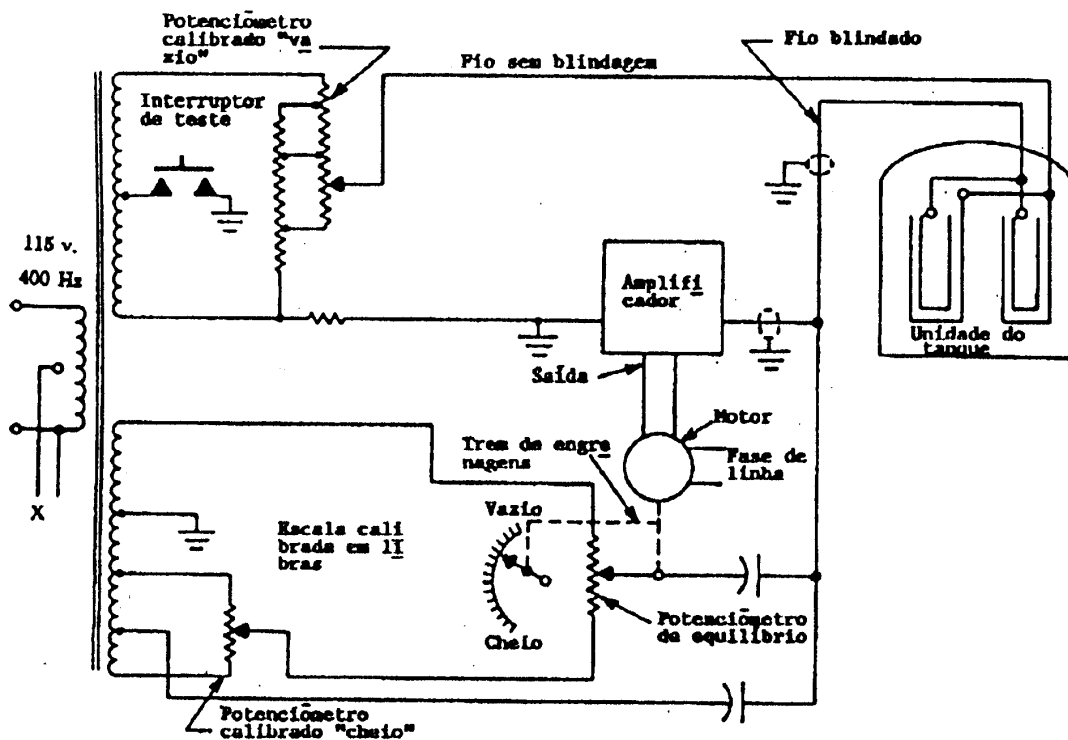 Potenciômetro
calibrado "va
zio"
Fio blindado
Fio sem blindagem
Interruptor
de teste
115 v.
400 Hz
Amplifi
cador
Unidade do
tanque
Saída
Motor
Trem de engre
nagens
Fase de
linha
X
Vazio
Escala cali
brada em li
bras
Cheio
Potenciômetro
de equilíbrio
Potenciômetro
calibrado "cheio"